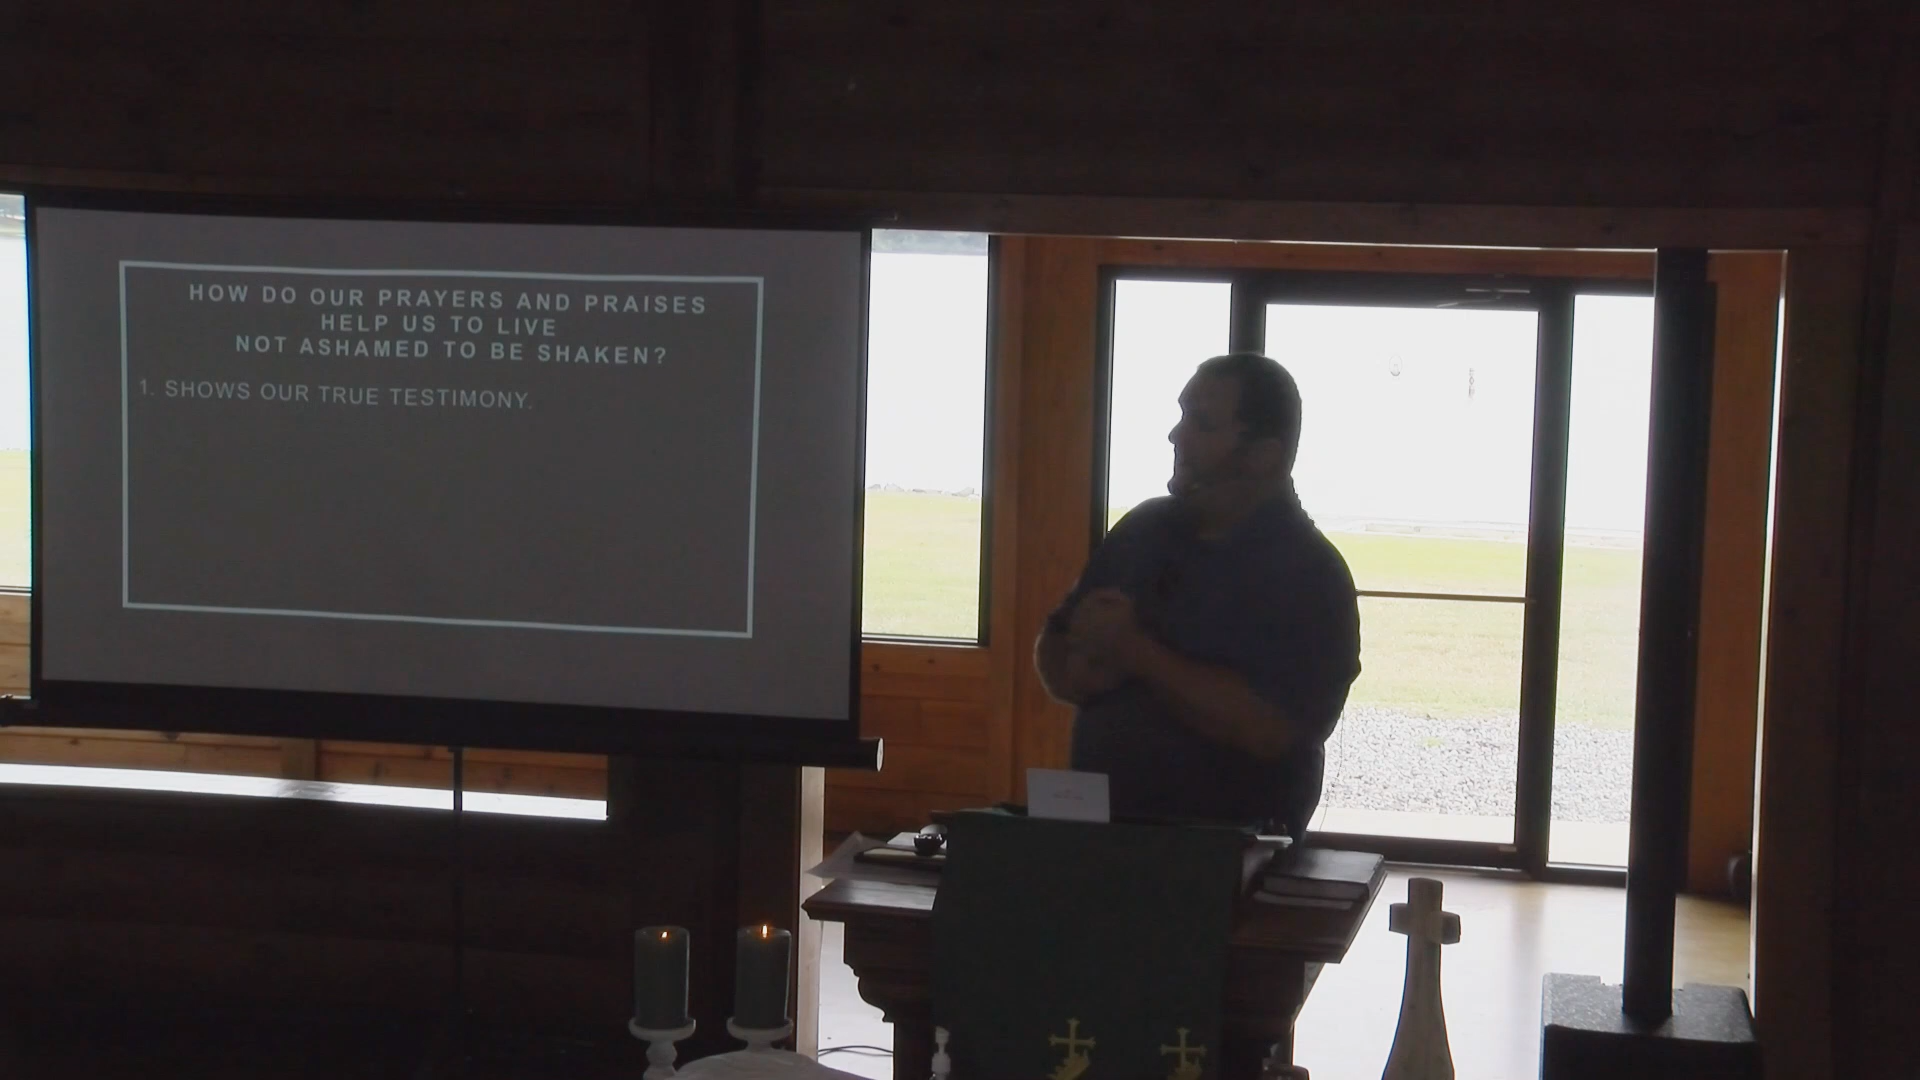 HOW DO OUR PRAYERS AND PRAISES
HELP US TO LIVE
NOT ASHAMED TO BE SHAKEN?
1. SHOWS OUR TRUE TESTIMONY.